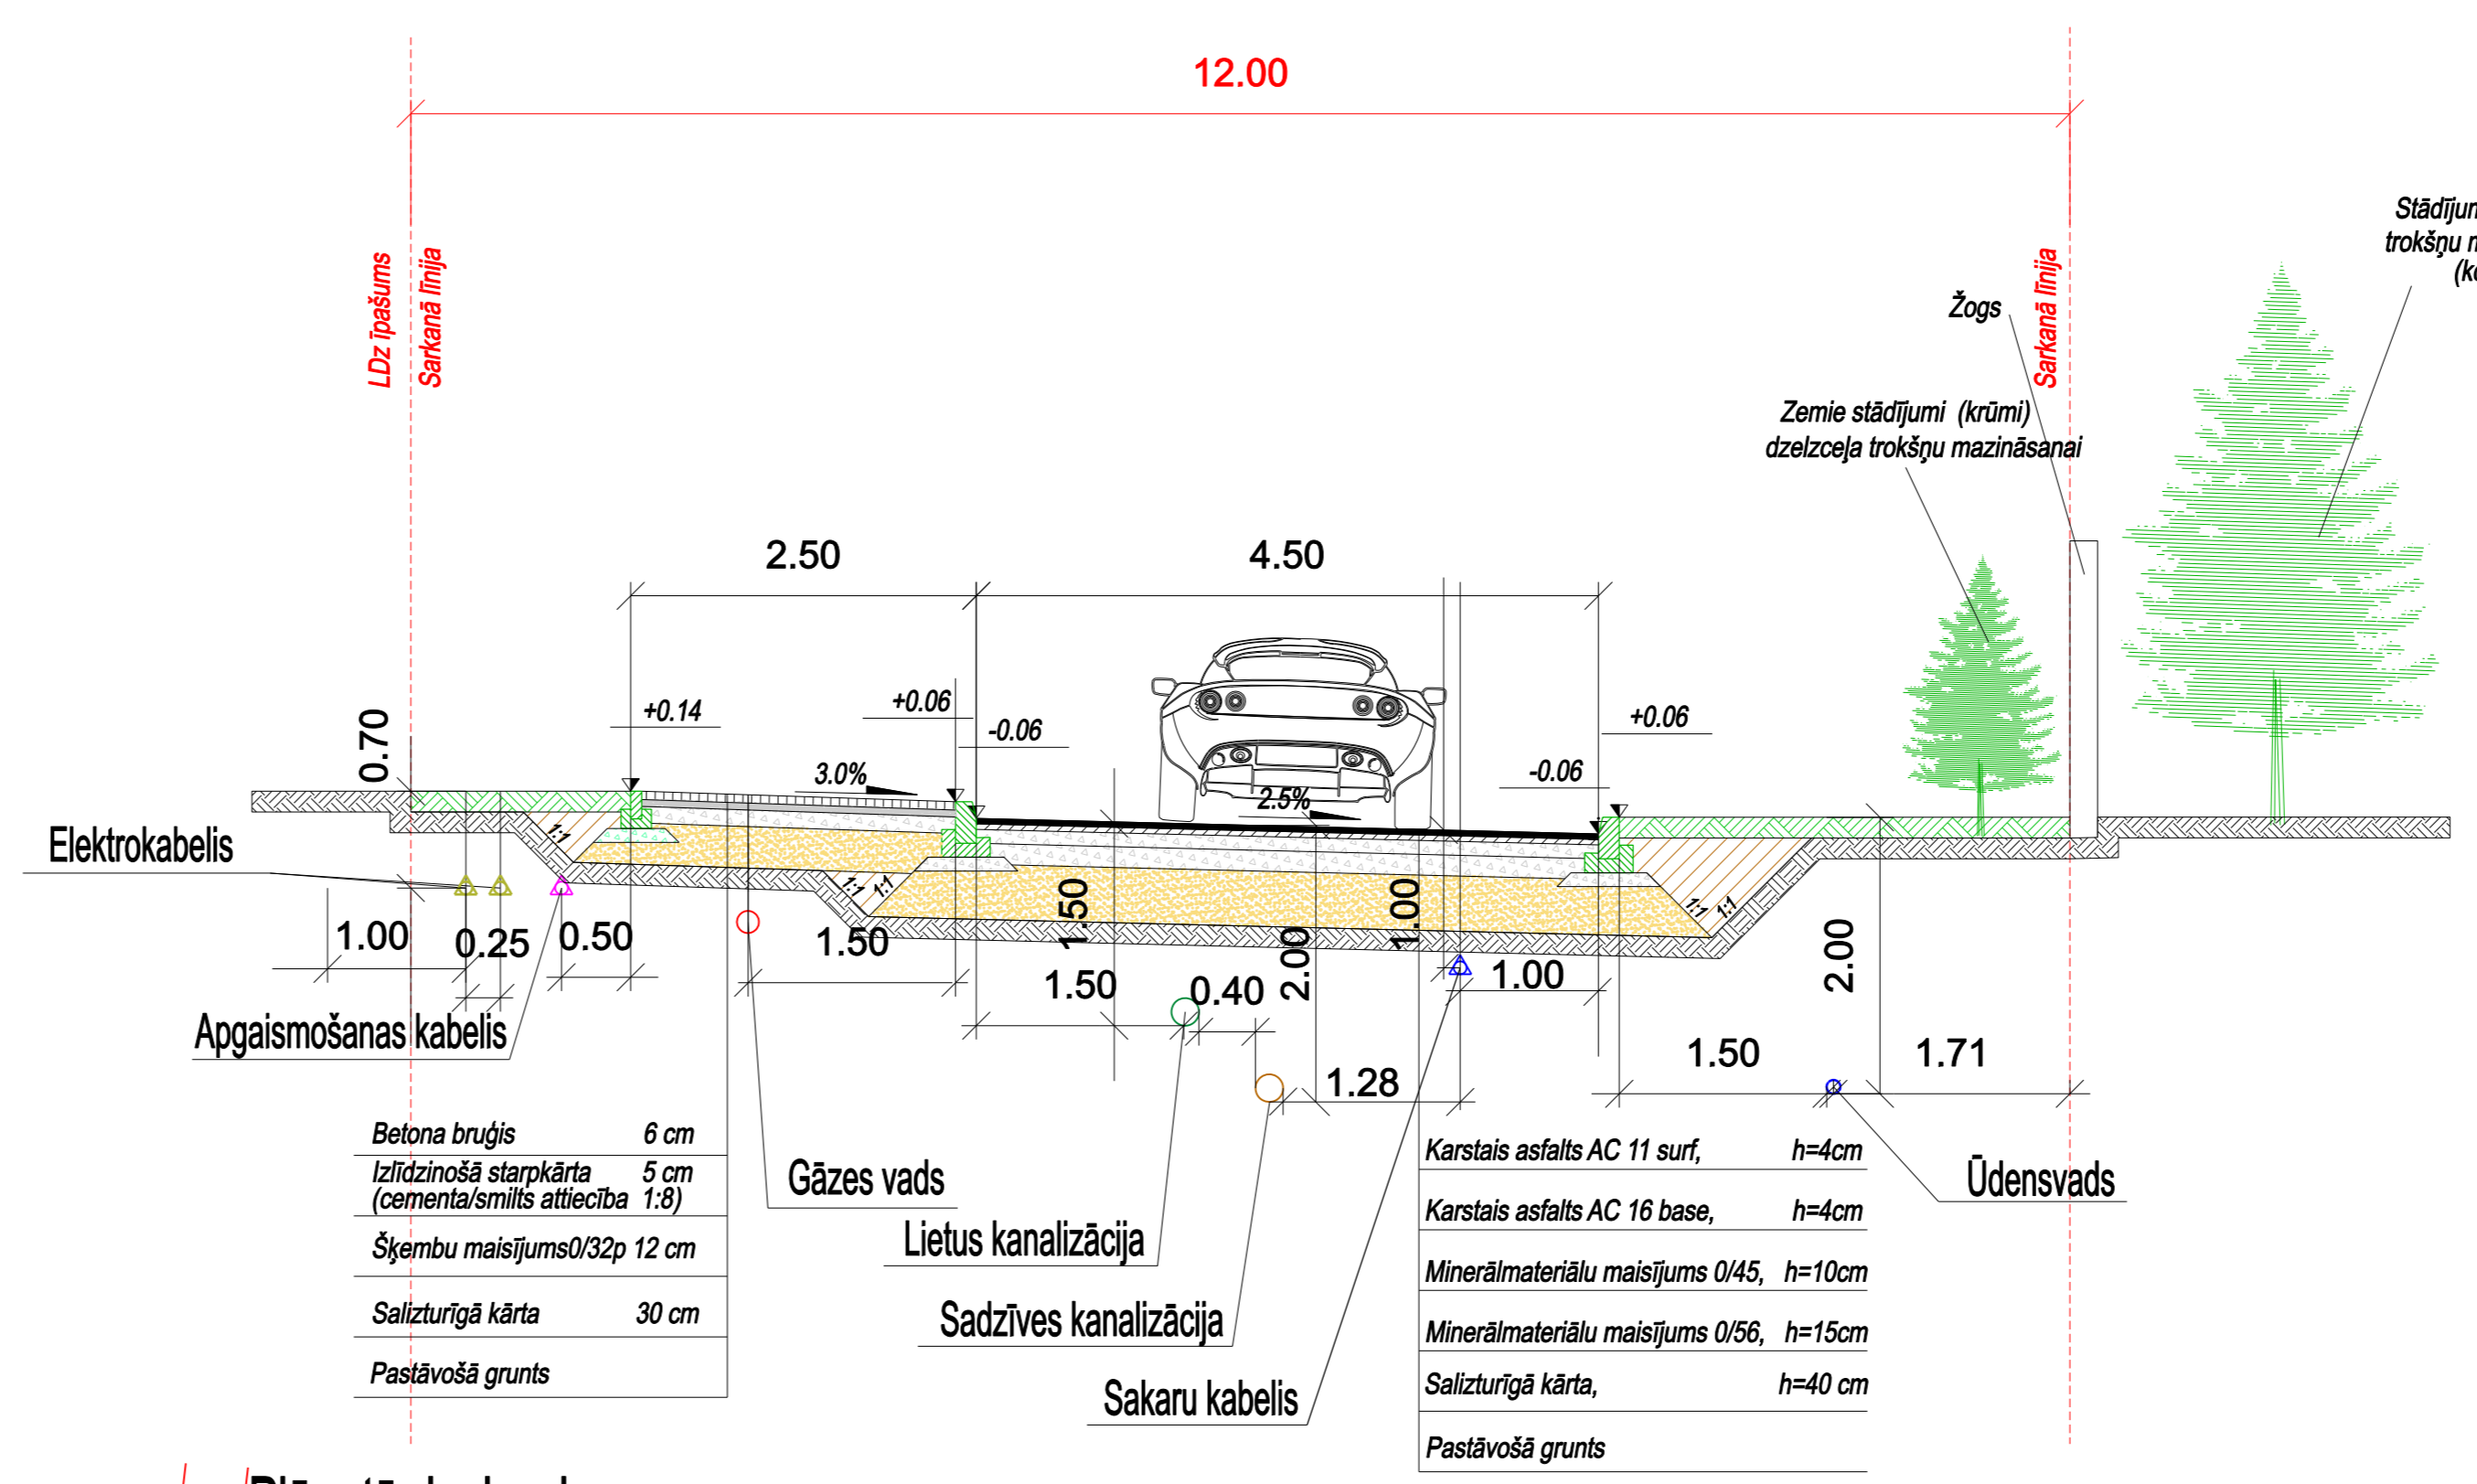 12.00
LDz īpašums
Sarkanā līnija
Sarkanā līnija
Žogs
Zemie stādījumi (krūmi)
dzelzceļa trokšņu mazināsanai
trokšņu
2.50
4.50
0.70
+0.14
+0.06
-0.06
3.0%
2.5%
-0.06
+0.06
1:1
1:1
1:1
1:1
1:1
Elektrokabelis
1.00
0.25
0.50
1.50
1.50
1.50
0.40
2.00
1.00
1.00
1.28
2.00
1.50
1.71
Apgaismošanas kabelis
Betona bruģis 6 cm
Izlīdzinošā starpkārta 5 cm
(cementa/smilts attiecība 1:8)
Šķembu maisījums0/32p 12 cm
Salizturīgā kārta 30 cm
Pastāvošā grunts
Gāzes vads
Lietus kanalizācija
Sadzīves kanalizācija
Sakaru kabelis
Karstais asfalts AC 11 surf, h=4cm
Karstais asfalts AC 16 base, h=4cm
Minerālmateriālu maisījums 0/45, h=10cm
Minerālmateriālu maisījums 0/56, h=15cm
Salizturīgā kārta, h=40 cm
Pastāvošā grunts
Ūdensvads